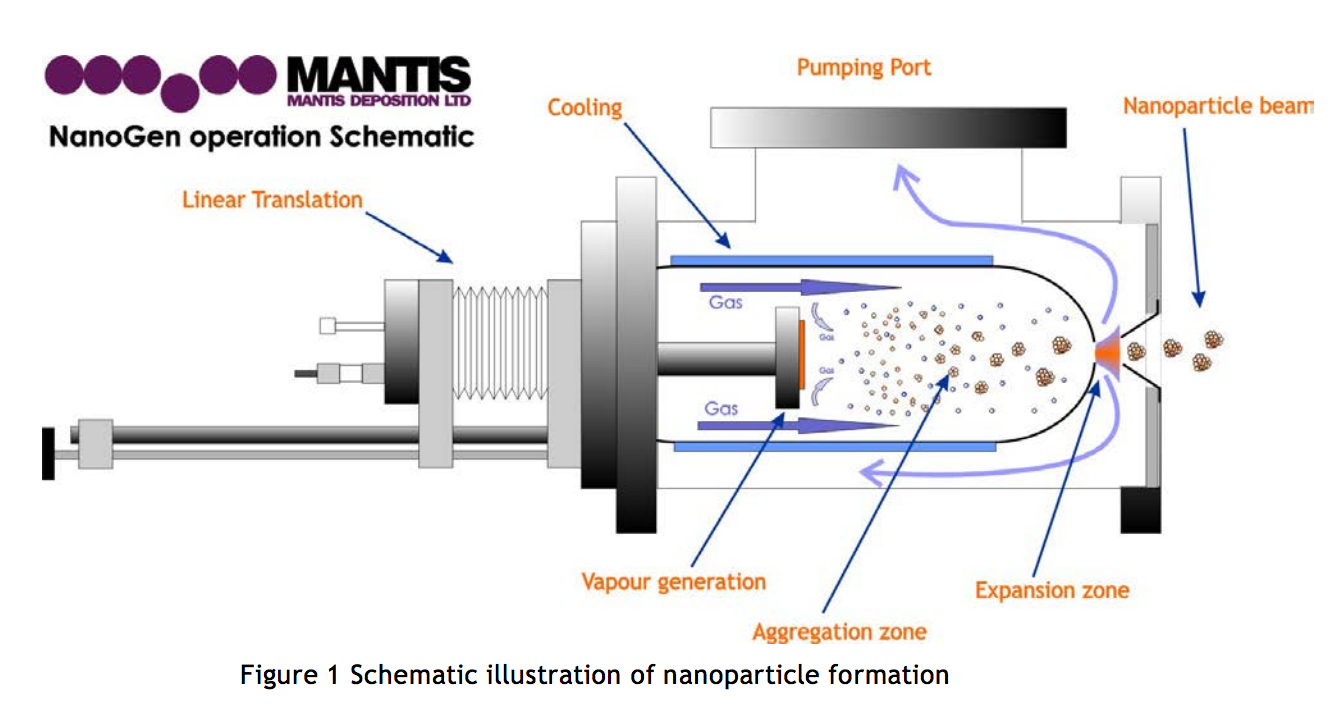 MANTIS
MANTIS DEPOSITION LTD
NanoGen operation Schematic
Pumping Port
Cooling
Nanoparticle beam
Linear Translation
Gas
Gas
Gas
Gas
Vapour generation
Expansion zone
Aggregation zone
Figure 1 Schematic illustration of nanoparticle formation